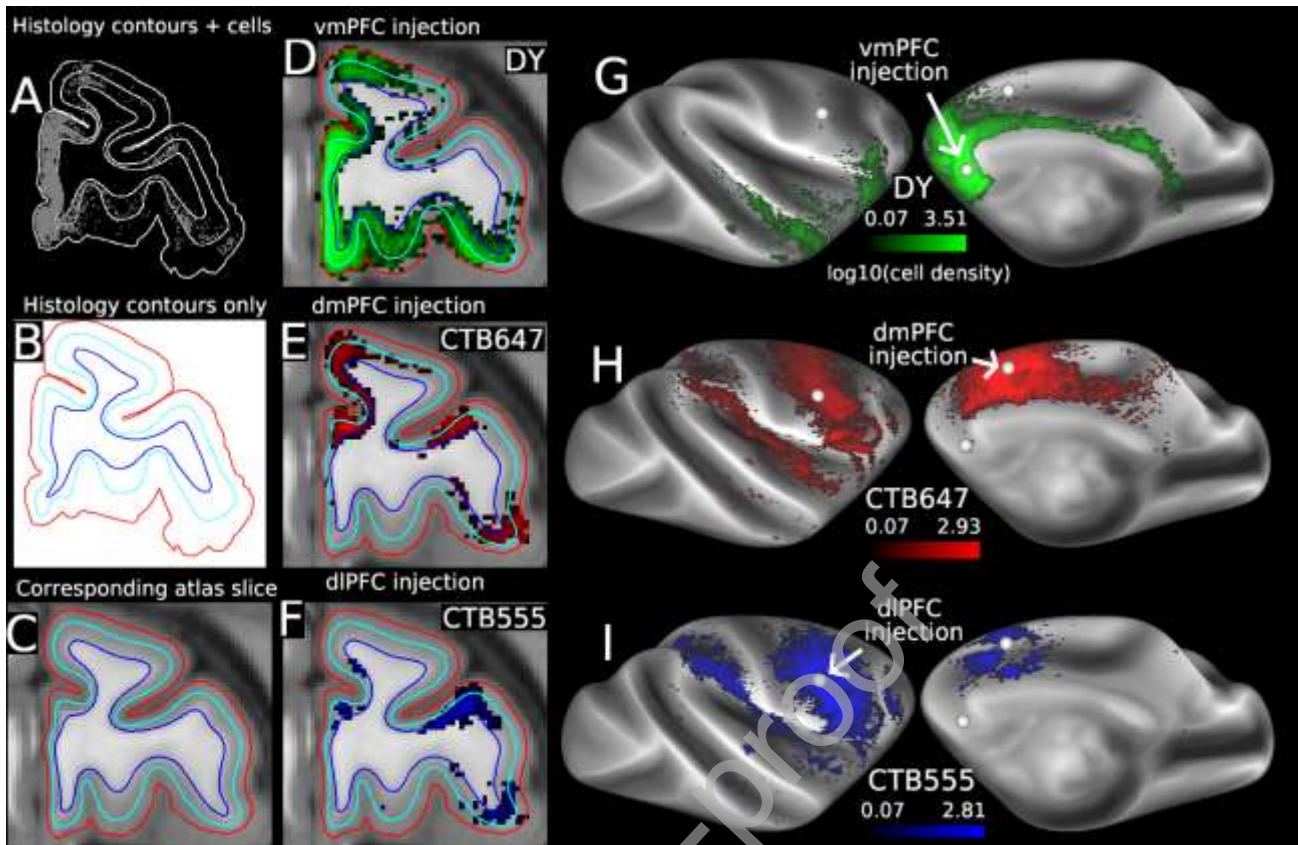 Histology contours + cells
A
vmPFC injection
D
DY
G
vmPFC
injection
DY
0.07 3.51
log10(cell density)
Histology contours only
B
dmPFC injection
E
CTB647
H
dmPFC
injection
CTB647
0.07 2.93
Corresponding atlas slice
C
dlPFC injection
F
CTB555
I
dlPFC
injection
CTB555
0.07 2.81
-proof